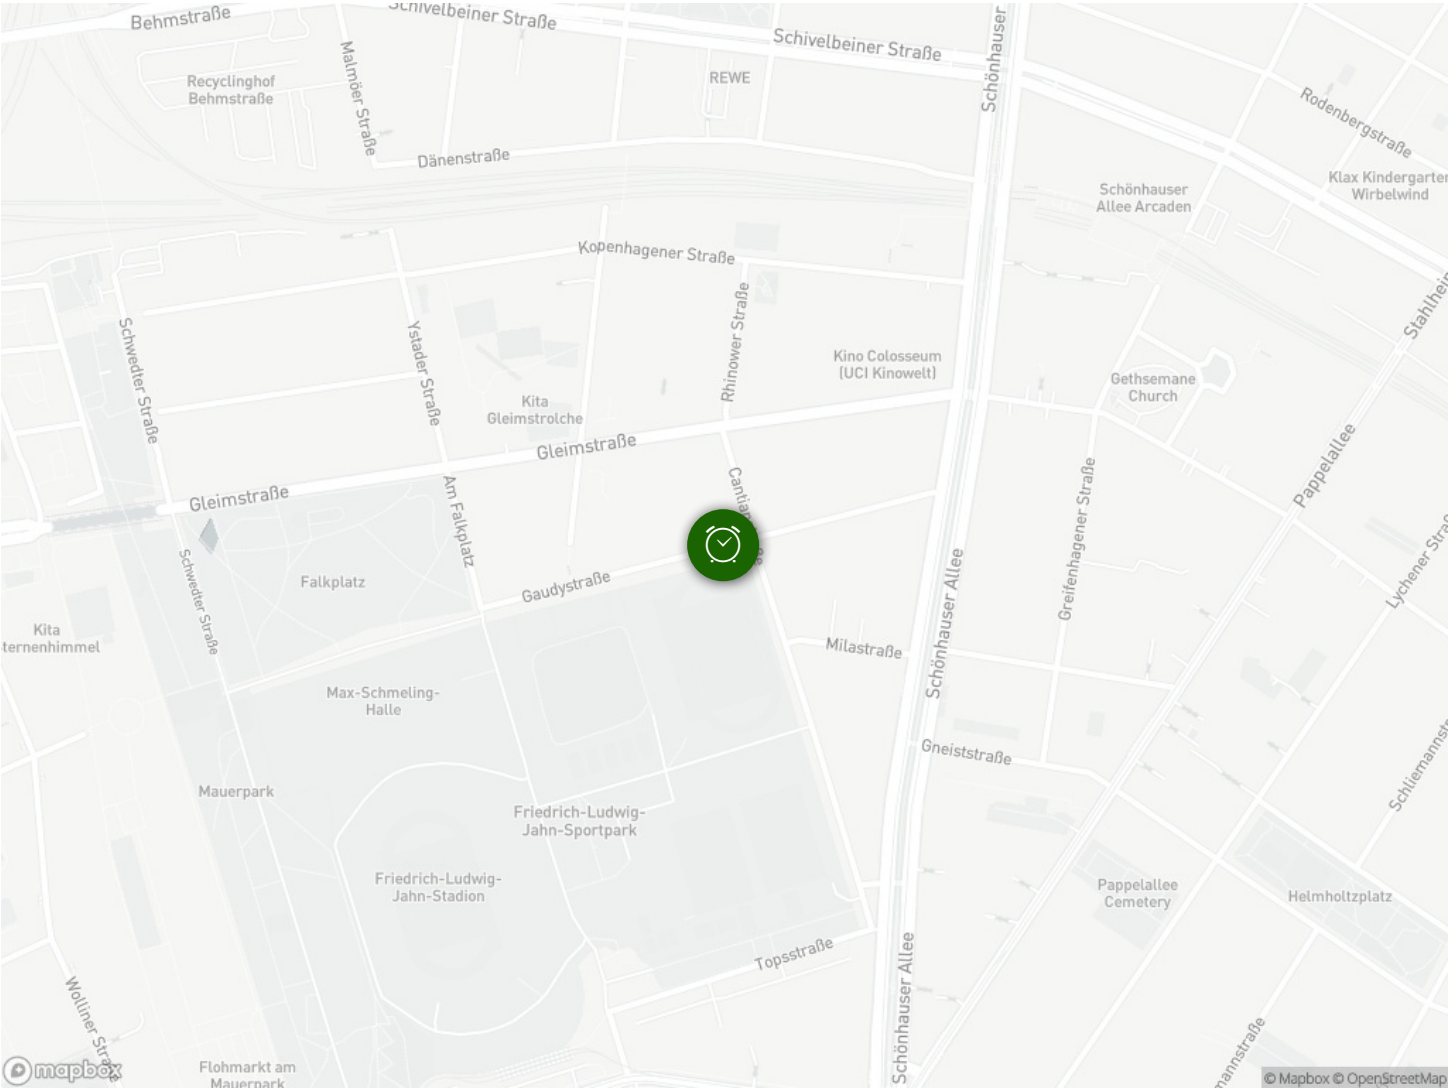 Behmstraße
Schivelbeiner Straße
Schivelbeiner Straße
Schönhauser
Malmöer Straße
Recyclinghof
Behmstraße
REWE
Rodenbergstraße
Dänenstraße
Klax Kindergarten
Wirbelwind
Schönhauser
Allee Arcaden
Kopenhagener Straße
Schwedter Straße
Ystader Straße
Rhinower Straße
Kino Colosseum
(UCI Kinowelt)
Gethsemane
Church
Kita
Gleimstrolche
Gleimstraße
Gleimstraße
Pappelallee
Am Falkplatz
Greifenhagener Straße
Schwedter Straße
Falkplatz
Gaudystraße
Schönhauser Allee
Kita
Milastraße
Max-Schmeling-
Halle
Gneiststraße
Mauerpark
Friedrich-Ludwig-
Jahn-Sportpark
Friedrich-Ludwig-
Jahn-Stadion
Pappelallee
Cemetery
Helmholtzplatz
Topsstraße
Schönhauser Allee
Wolliner Straße
Flohmarkt am
Mauerpark
mapbox
© Mapbox © OpenStreetMap